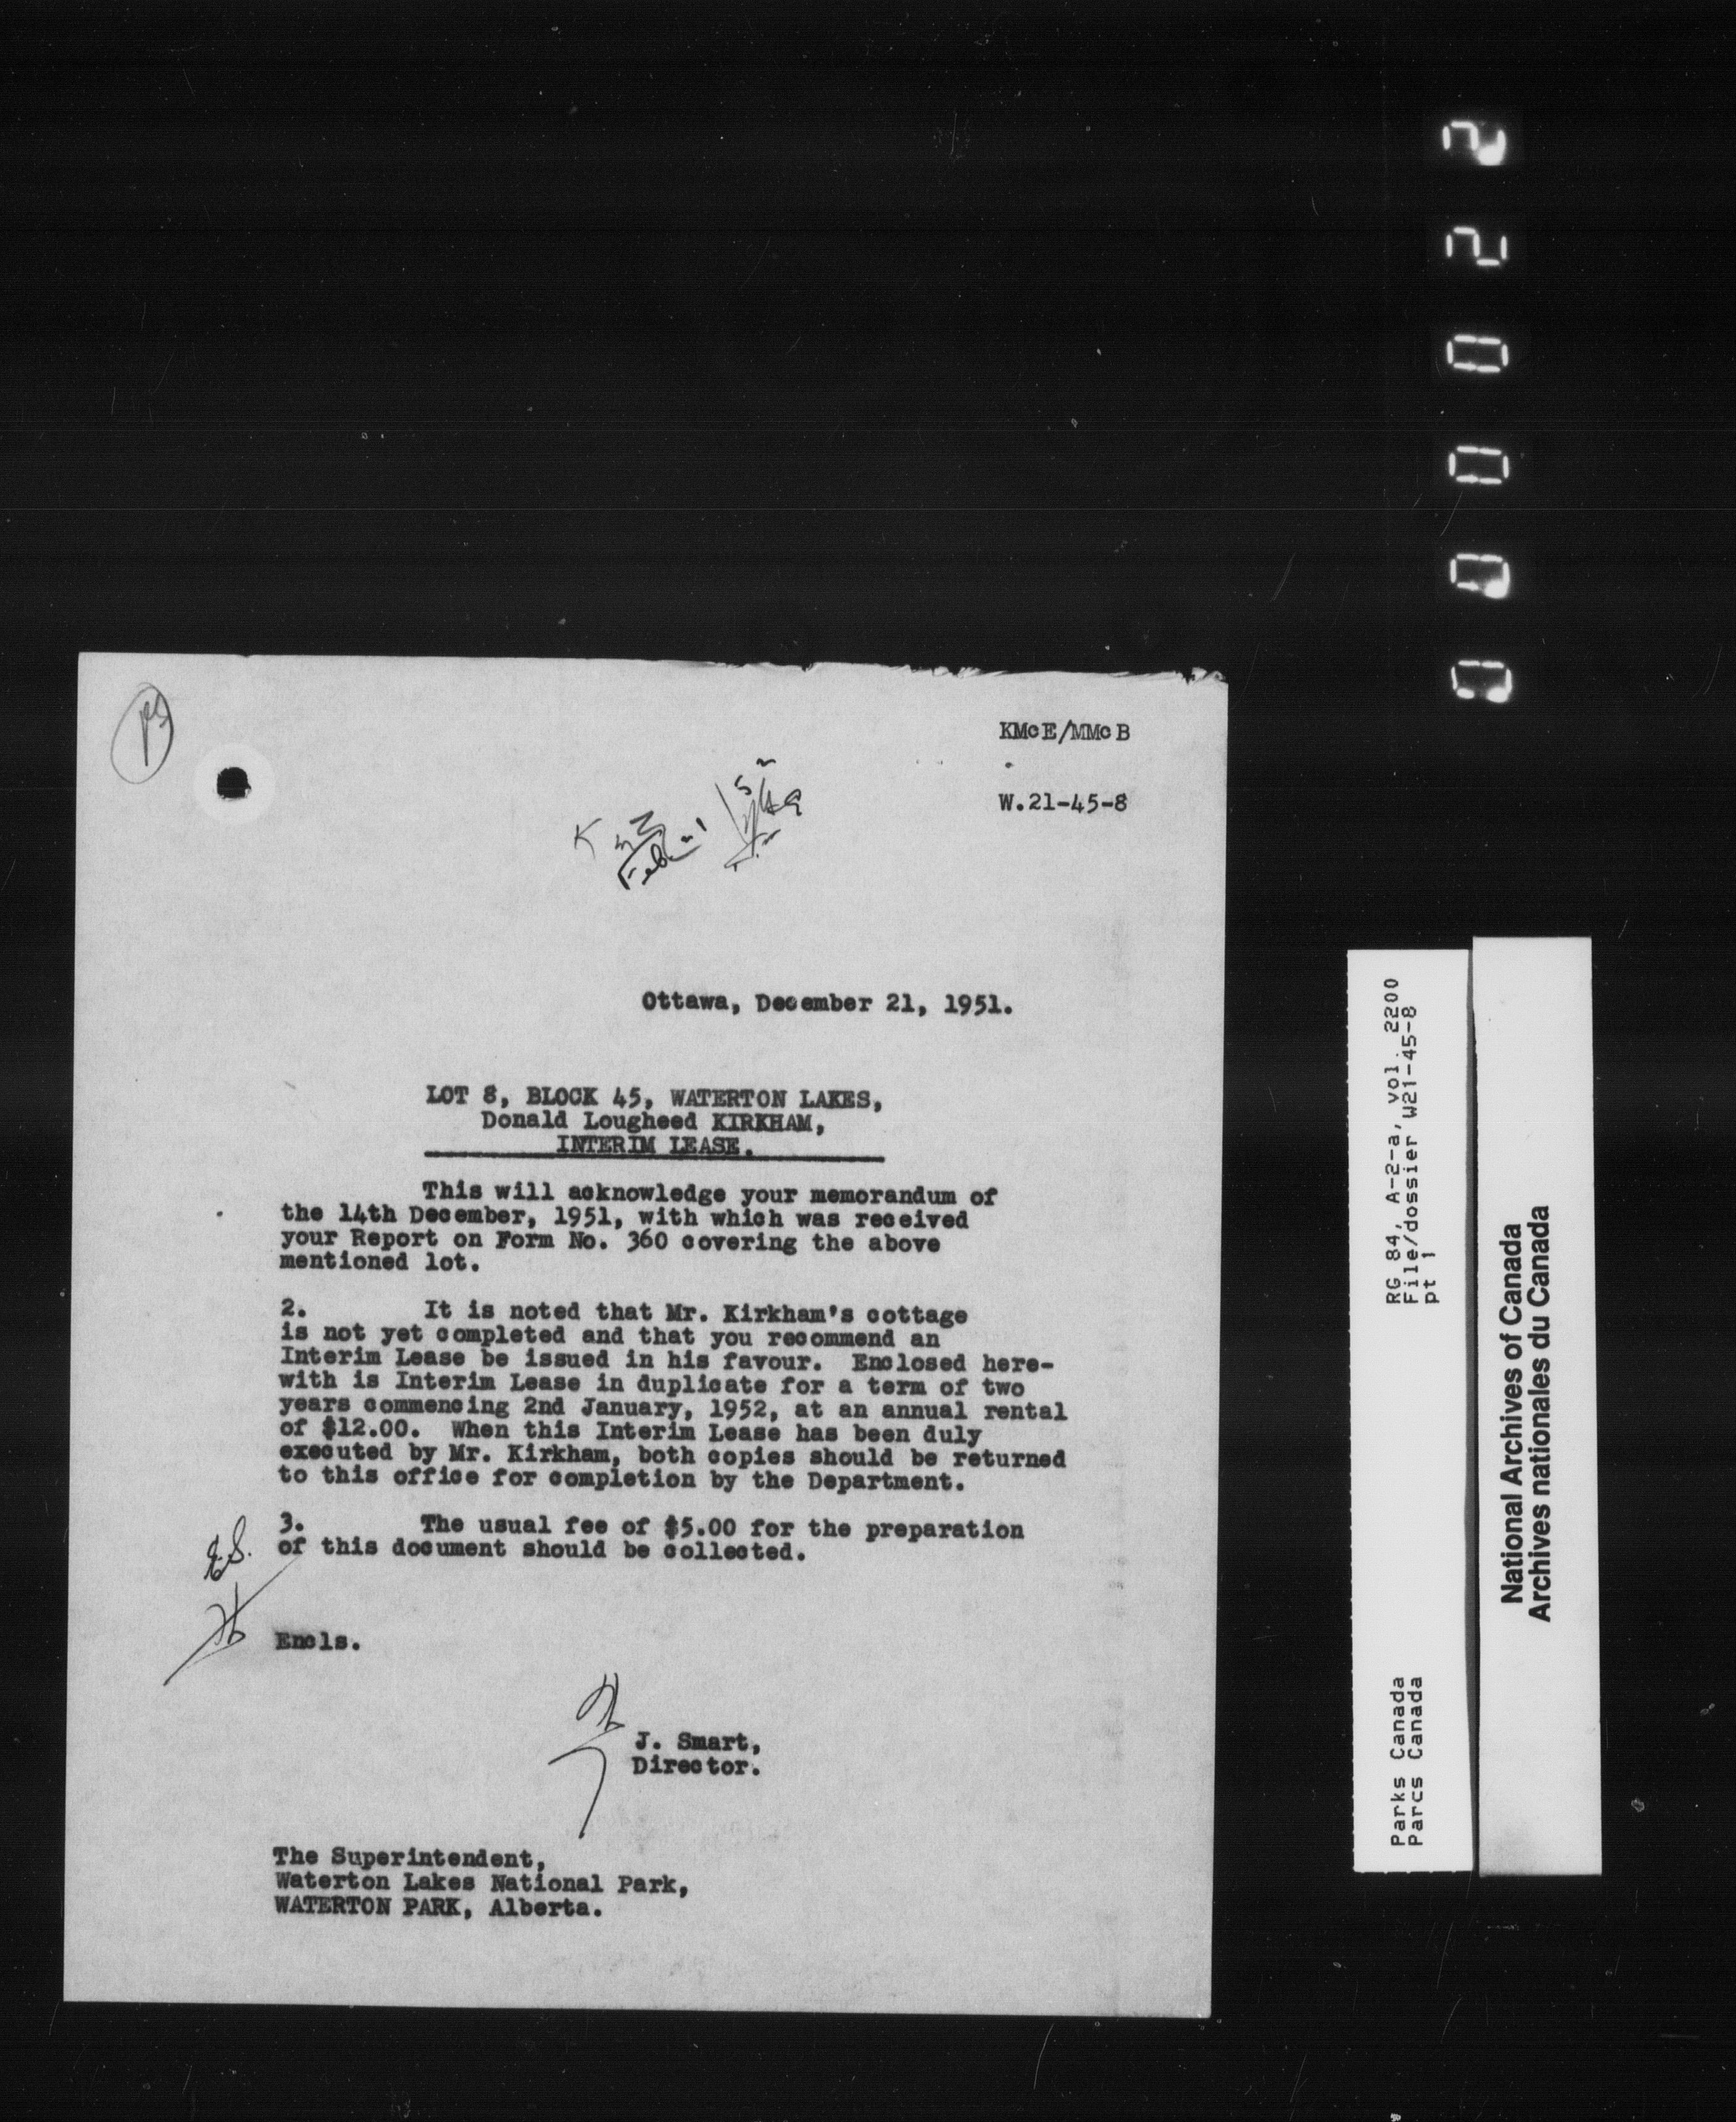 KMcE/MMcB
W.21-45-8
Feb
Ottawa, December 21, 1951.
LOT 8, BLOCK 45, WATERTON LAKES,
Donald Lougheed KIRKHAM,
INTERIM LEASE.
This will acknowledge your memorandum of
the 14th December, 1951, with which was received
your Report on Form No. 360 covering the above
mentioned lot.
2. It is noted that Mr. Kirkham's cottage
is not yet completed and that you recommend an
Interim Lease be issued in his favour. Enclosed here-
with is Interim Lease in duplicate for a term of two
years commencing 2nd January, 1952, at an annual rental
of $12.00. When this Interim Lease has been duly
executed by Mr. Kirkham, both copies should be returned
to this office for completion by the Department.
3. The usual fee of $5.00 for the preparation
of this document should be collected.
Encls.
J. Smart,
Director.
The Superintendent,
Waterton Lakes National Park,
WATERTON PARK, Alberta.
RG 84, A-2-a, vol. 2200
File/dossier W21-45-8
pt 1
Parks Canada
Parcs Canada
National Archives of Canada
Archives nationales du Canada